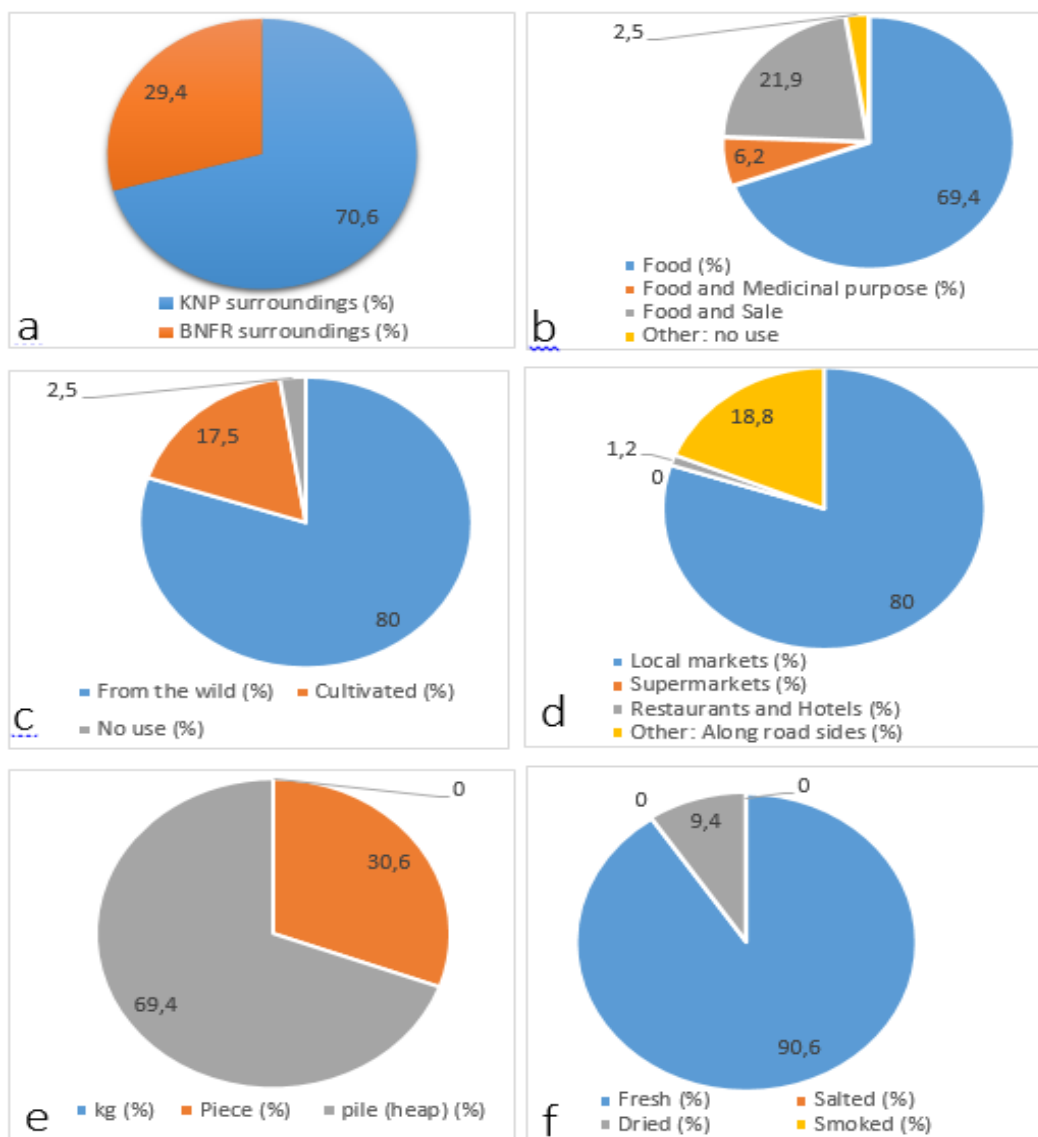 29,4
70,6
KNP surroundings (%)
BNFR surroundings (%)
a
2,5
21,9
6,2
69,4
Food (%)
Food and Medicinal purpose (%)
Food and Sale
Other: no use
b
2,5
17,5
80
From the wild (%) Cultivated (%)
No use (%)
c
18,8
1,2
0
80
Local markets (%)
Supermarkets (%)
Restaurants and Hotels (%)
Other: Along road sides (%)
d
0
30,6
69,4
kg (%) Piece (%) pile (heap) (%)
e
0
0
9,4
90,6
Fresh (%) Salted (%)
Dried (%) Smoked (%)
f